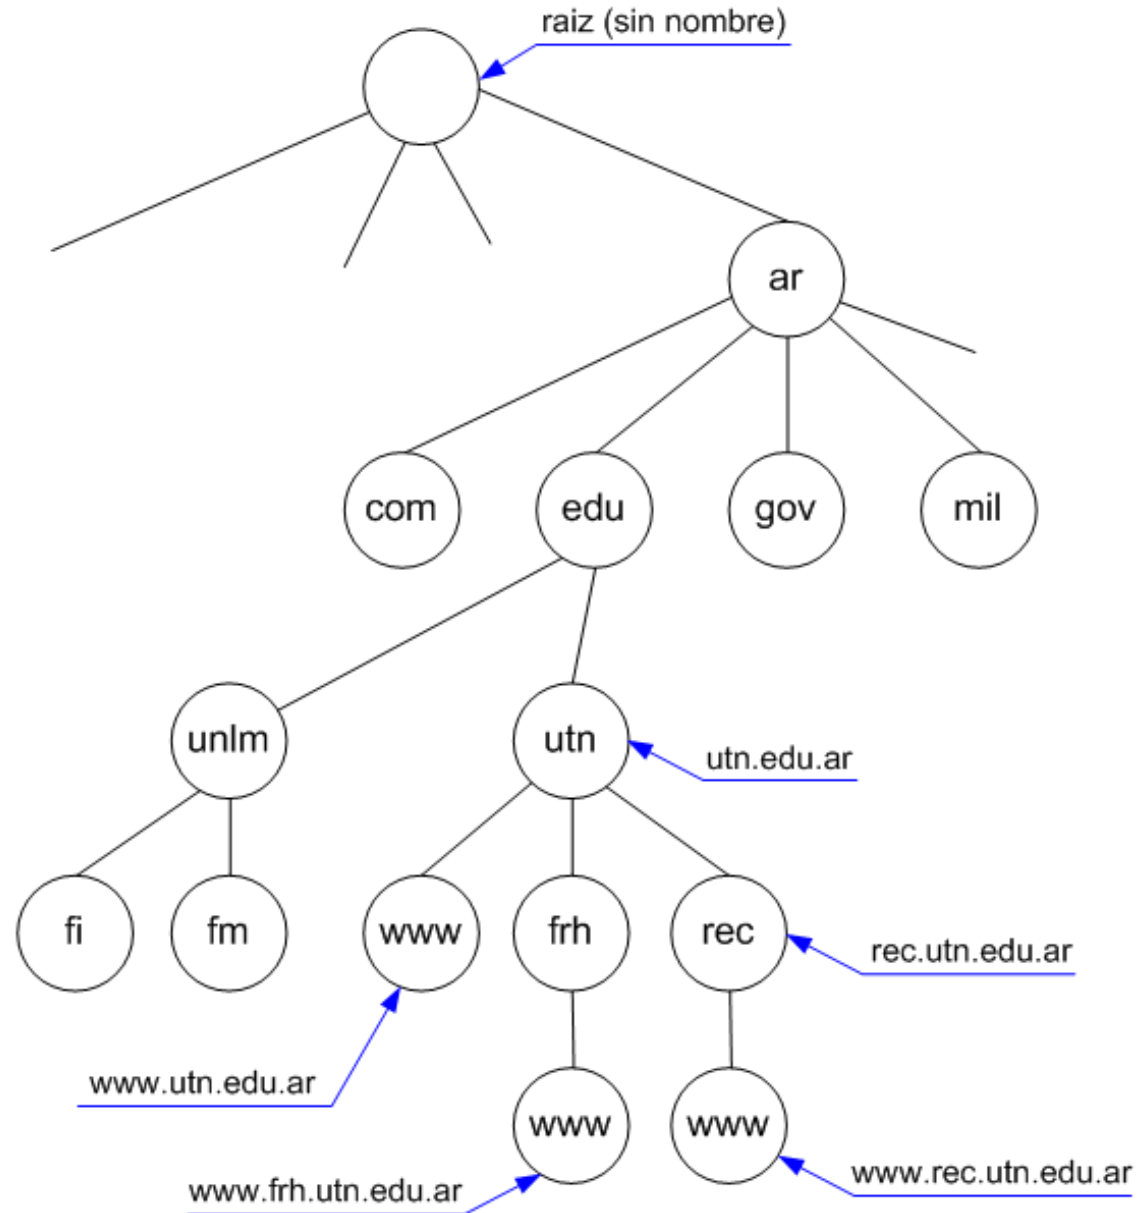 raiz (sin nombre)
ar
com
edu
gov
mil
unlm
utn
utn.edu.ar
fi
fm
www
frh
rec
rec.utn.edu.ar
www.utn.edu.ar
www
www
www.frh.utn.edu.ar
www.rec.utn.edu.ar